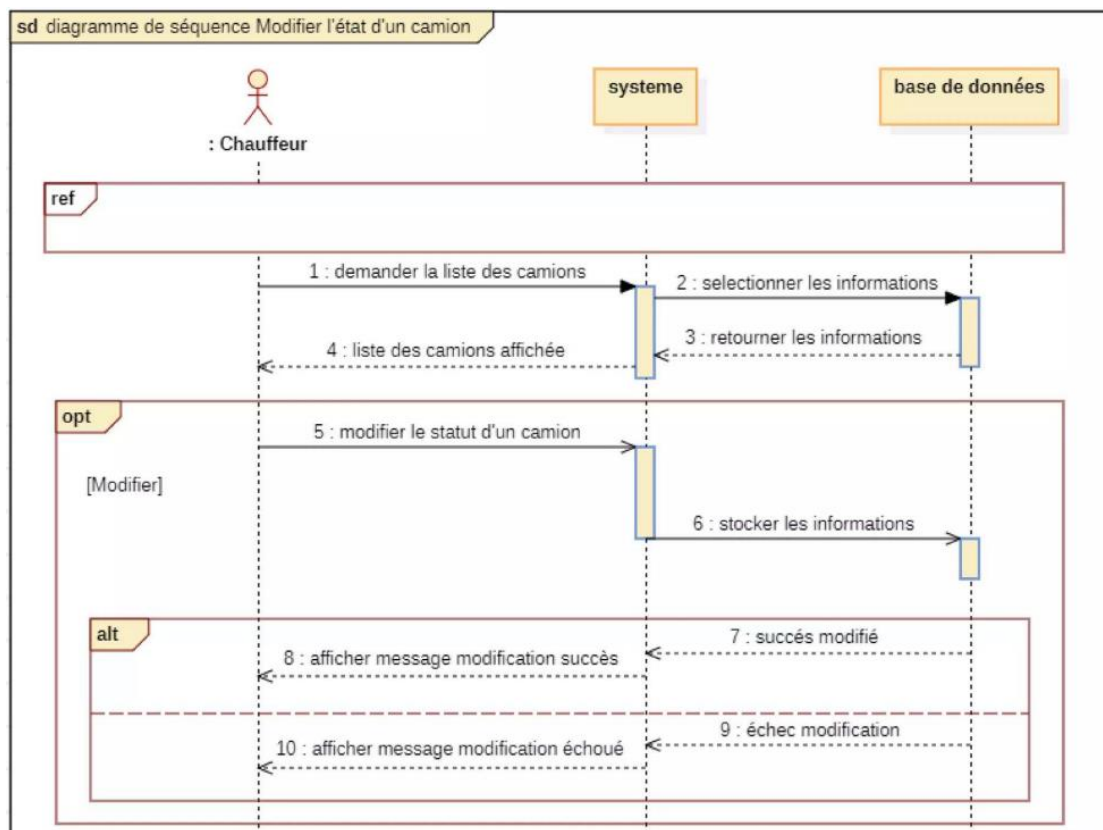 sd diagramme de séquence Modifier l'état d'un camion
systeme
base de données
: Chauffeur
ref
1 : demander la liste des camions
2 : selectionner les informations
3 : retourner les informations
4 : liste des camions affichée
opt
5 : modifier le statut d'un camion
[Modifier]
6 : stocker les informations
alt
7 : succés modifié
8 : afficher message modification succès
9 : échec modification
10 : afficher message modification échoué